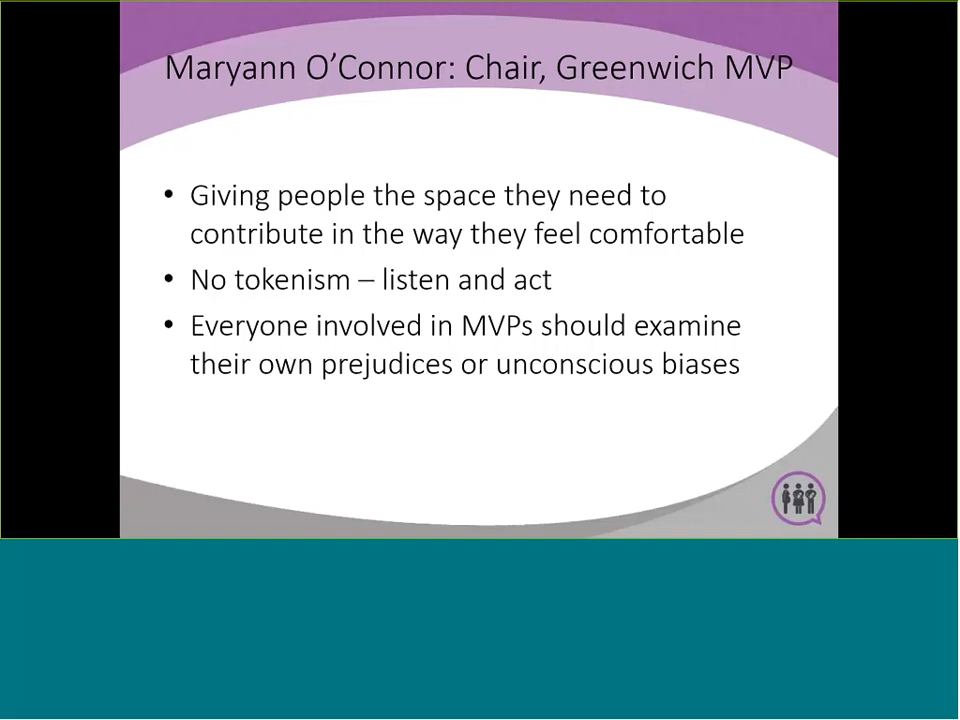 Maryann O’Connor: Chair, Greenwich MVP
• Giving people the space they need to
contribute in the way they feel comfortable
• No tokenism – listen and act
• Everyone involved in MVPs should examine
their own prejudices or unconscious biases